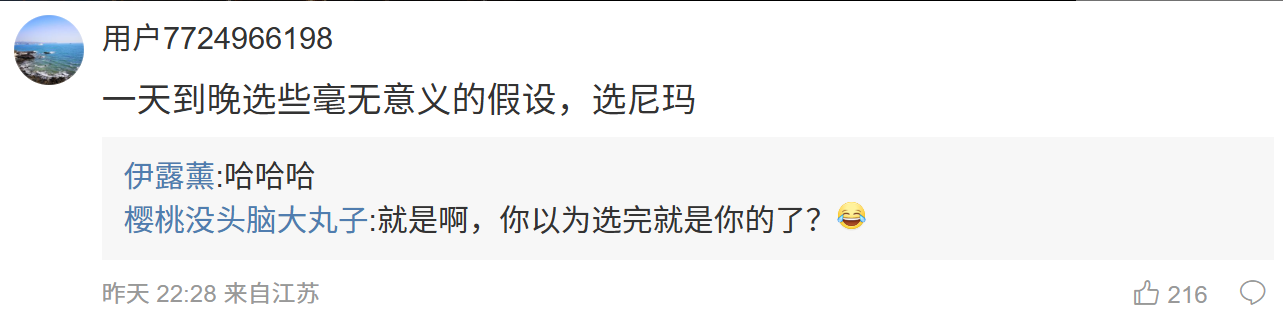 用户7724966198
一天到晚选些毫无意义的假设，选尼玛
伊露薰:哈哈哈
樱桃没头脑大丸子:就是啊，你以为选完就是你的了？😂
昨天 22:28 来自江苏
216